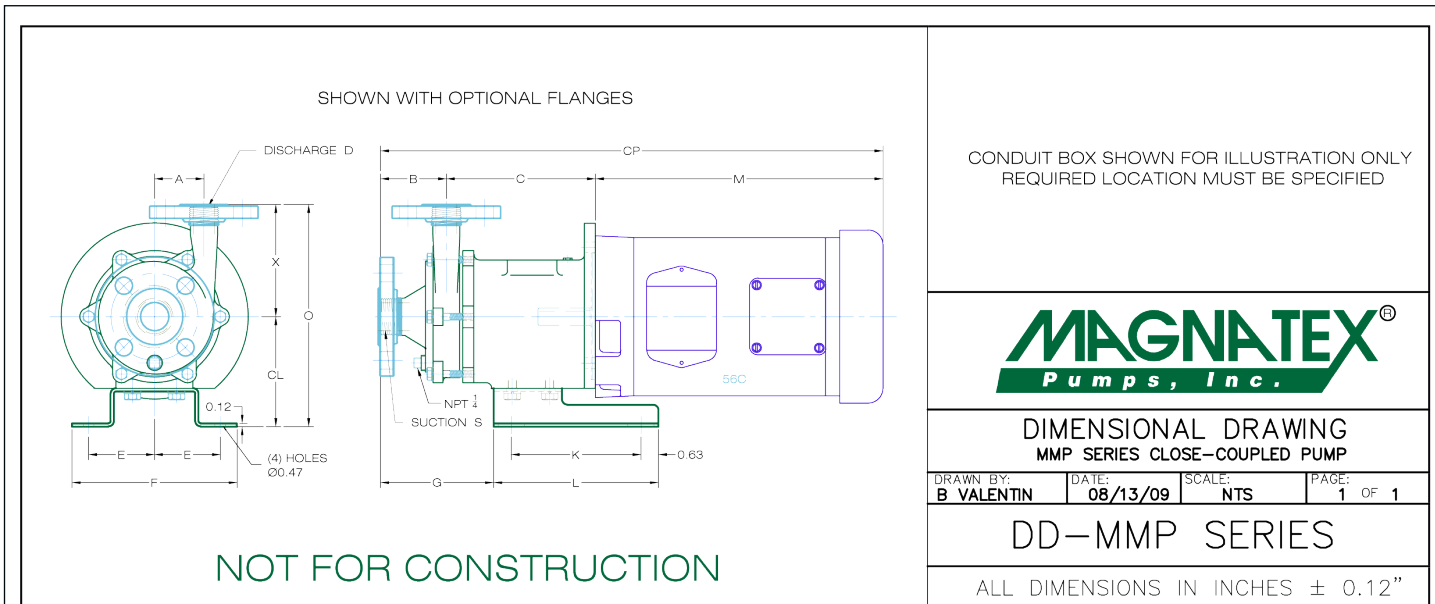 SHOWN WITH OPTIONAL FLANGES
DISCHARGE D
A
X
O
CL
0.12
E
E
F
(4) HOLES
Ø0.47
CP
B
C
M
56C
NPT 1/4
SUCTION S
K
0.63
G
L
NOT FOR CONSTRUCTION
CONDUIT BOX SHOWN FOR ILLUSTRATION ONLY
REQUIRED LOCATION MUST BE SPECIFIED
MAGNATEX®
Pumps, Inc.
DIMENSIONAL DRAWING
MMP SERIES CLOSE-COUPLED PUMP
DRAWN BY: DATE: SCALE: PAGE:
B VALENTIN 08/13/09 NTS 1 OF 1
DD-MMP SERIES
ALL DIMENSIONS IN INCHES ± 0.12”